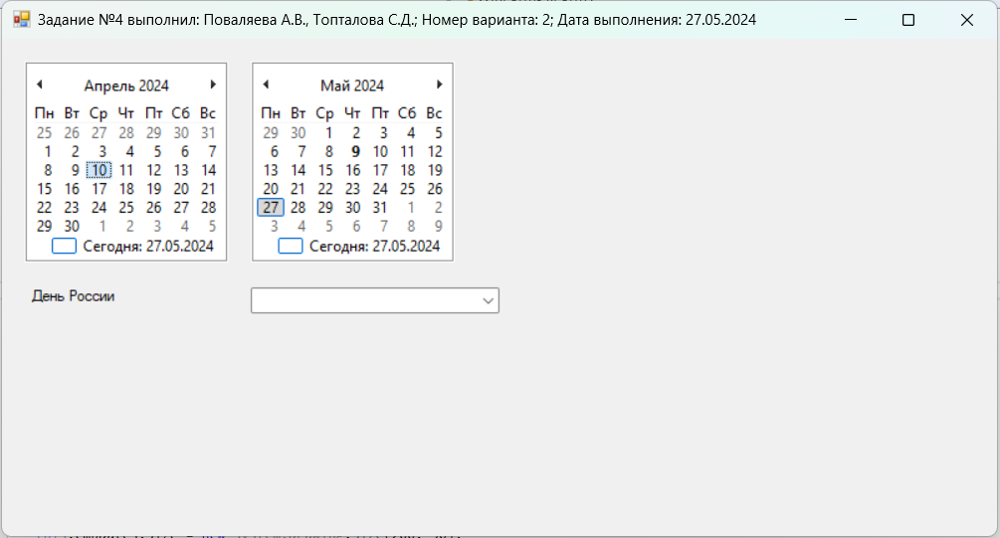 Задание №4 выполнил: Поваляева А.В., Топталова С.Д.; Номер варианта: 2; Дата выполнения: 27.05.2024
Апрель 2024
Пн Вт Ср Чт Пт Сб Вс
25 26 27 28 29 30 31
1 2 3 4 5 6 7
8 9 10 11 12 13 14
15 16 17 18 19 20 21
22 23 24 25 26 27 28
29 30 1 2 3 4 5
Сегодня: 27.05.2024
Май 2024
Пн Вт Ср Чт Пт Сб Вс
29 30 1 2 3 4 5
6 7 8 9 10 11 12
13 14 15 16 17 18 19
20 21 22 23 24 25 26
27 28 29 30 31 1 2
3 4 5 6 7 8 9
Сегодня: 27.05.2024
День России